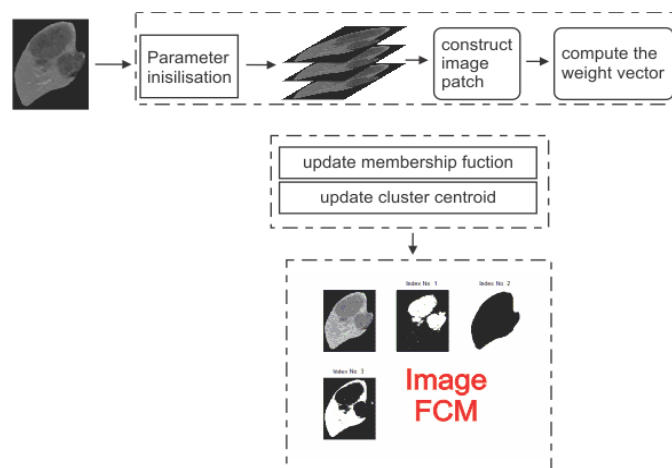 Parameter
inisilisation
construct
image
patch
compute the
weight vector
update membership fuction
update cluster centroid
Index No 1
Index No 2
Index No 3
Image
FCM